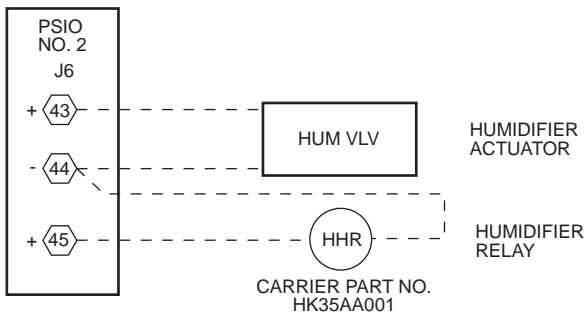 PSIO
NO. 2
J6
+ 43
HUM VLV
HUMIDIFIER
ACTUATOR
- 44
+ 45
HHR
HUMIDIFIER
RELAY
CARRIER PART NO.
HK35AA001